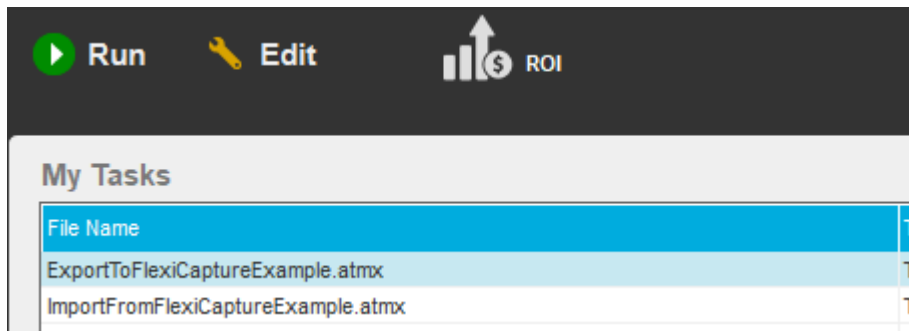 Run Edit ROI
My Tasks
File Name
ExportToFlexiCaptureExample.atmx
ImportFromFlexiCaptureExample.atmx